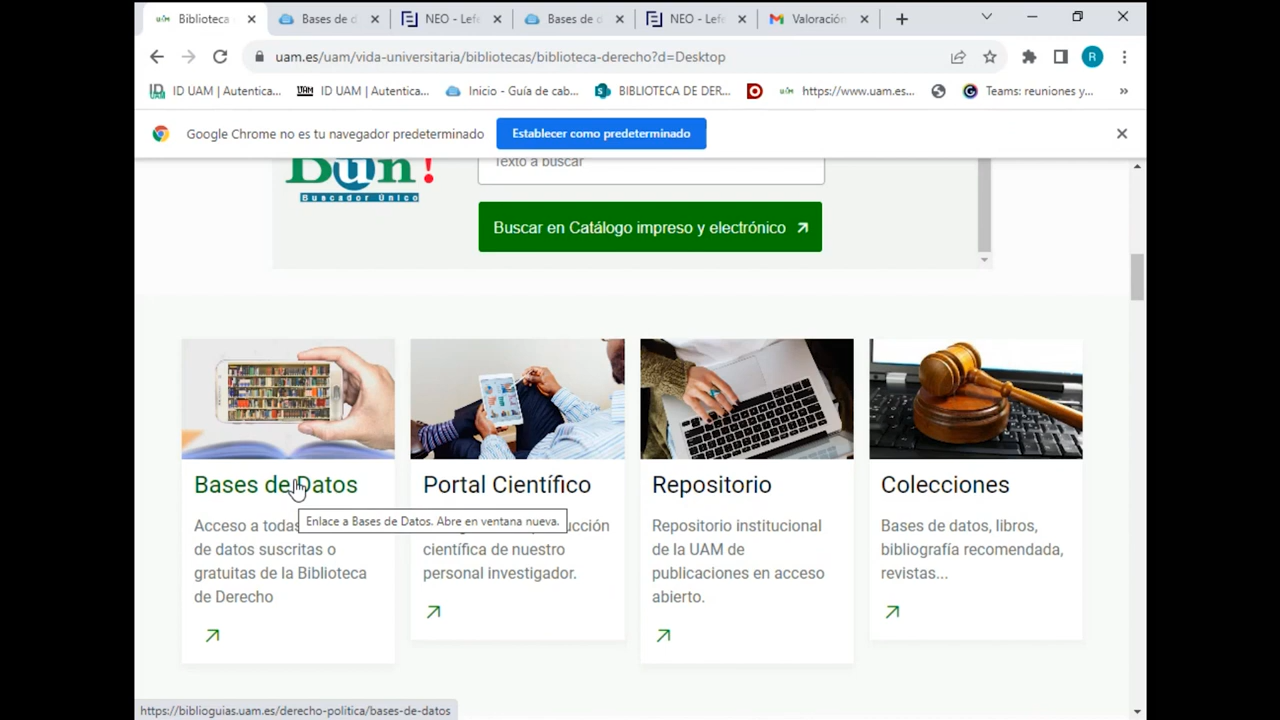 Biblioteca
Bases de d
NEO - Lefe
Bases de d
NEO - Lefe
Valoración
uam.es/uam/vida-universitaria/bibliotecas/biblioteca-derecho?d=Desktop
R
ID UAM | Autentica...
ID UAM | Autentica...
Inicio - Guía de cab...
BIBLIOTECA DE DER...
https://www.uam.es...
Teams: reuniones y...
Google Chrome no es tu navegador predeterminado
Establecer como predeterminado
Bun!
Buscador Único
Texto a buscar
Buscar en Catálogo impreso y electrónico
Bases de Datos
Acceso a todas
de datos suscritas o
gratuitas de la Biblioteca
de Derecho
Enlace a Bases de Datos. Abre en ventana nueva.
Portal Científico
ucción
científica de nuestro
personal investigador.
Repositorio
Repositorio institucional
de la UAM de
publicaciones en acceso
abierto.
Colecciones
Bases de datos, libros,
bibliografía recomendada,
revistas...
https://biblioguias.uam.es/derecho-politica/bases-de-datos